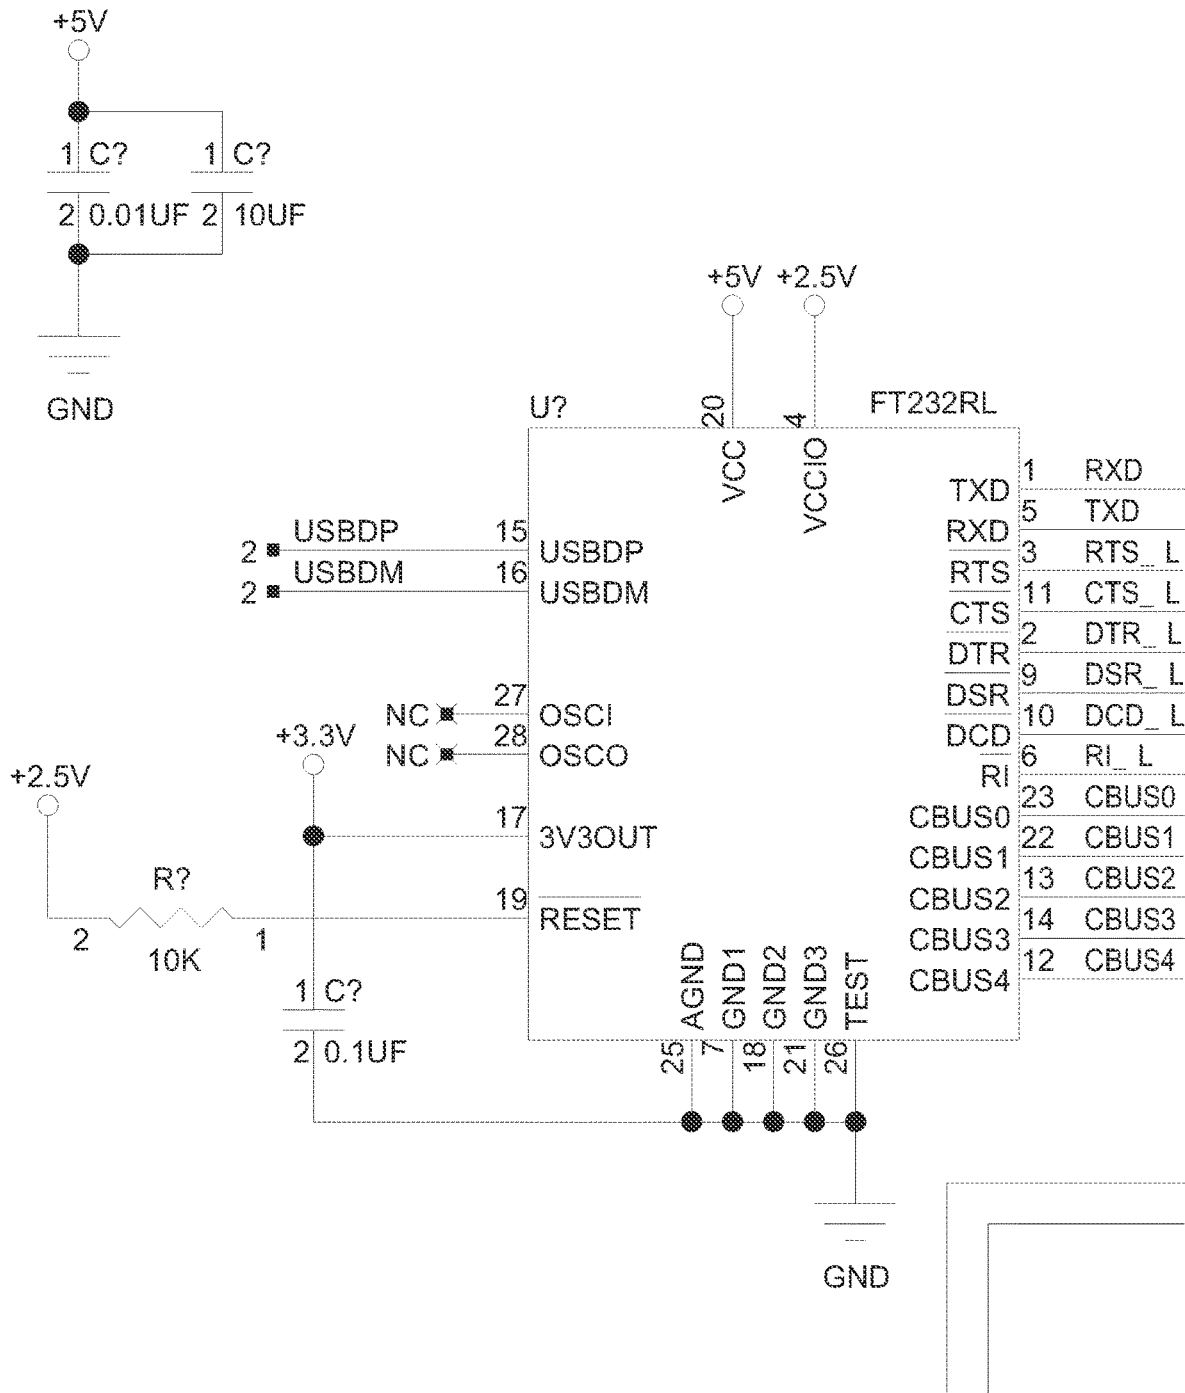 +5V
1 C? 1 C?
2 0.01UF 2 10UF
GND
+5V +2.5V
U? 20 4 FT232RL
VCC VCCIO
TXD 1 RXD
RXD 5 TXD
USBDP 15 USBDP
2
USBDM 16 USBDM
2
RTS 3 RTS_ L
CTS 11 CTS_ L
DTR 2 DTR_ L
DSR 9 DSR_ L
DCD 10 DCD_ L
RI 6 RI_ L
NC 27 OSCI
NC 28 OSCO
+3.3V
+2.5V
17 3V3OUT
CBUS0 23 CBUS0
CBUS1 22 CBUS1
CBUS2 13 CBUS2
CBUS3 14 CBUS3
CBUS4 12 CBUS4
R?
19 RESET
2 10K 1
1 C?
2 0.1UF
AGND GND1 GND2 GND3 TEST
25 7 18 21 26
GND